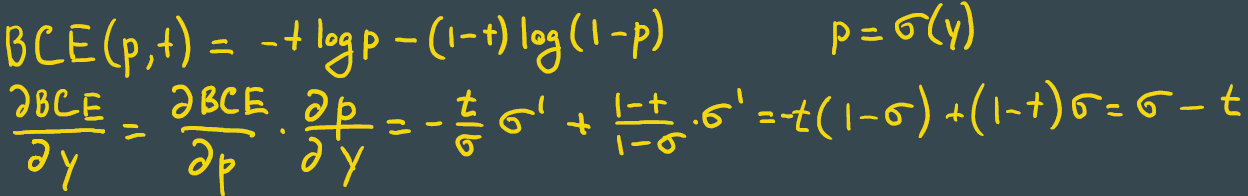 BCE(p,t) = -t log p - (1-t) log(1-p) p = σ(y)
∂BCE/∂y = ∂BCE/∂p · ∂p/∂y = - t/σ σ' + (1-t)/(1-σ) · σ' = -t(1-σ) + (1-t)σ = σ - t